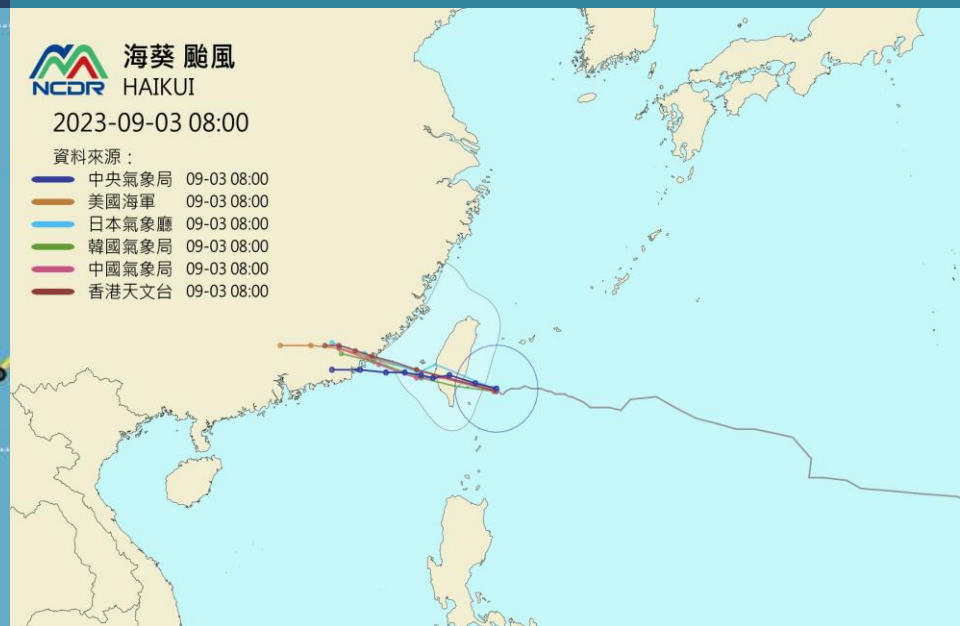 海葵 颱風
NCDR HAIKUI
2023-09-03 08:00
資料來源：
中央氣象局 09-03 08:00
美國海軍 09-03 08:00
日本氣象廳 09-03 08:00
韓國氣象局 09-03 08:00
中國氣象局 09-03 08:00
香港天文台 09-03 08:00